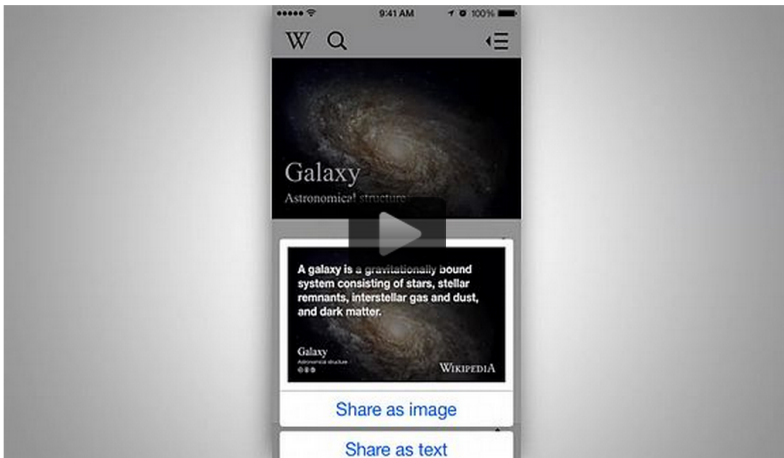 9:41 AM
100%
W
Galaxy
Astronomical structure
A galaxy is a gravitationally bound
system consisting of stars, stellar
remnants, interstellar gas and dust,
and dark matter.
Galaxy
Astronomical structure
WIKIPEDIA
Share as image
Share as text